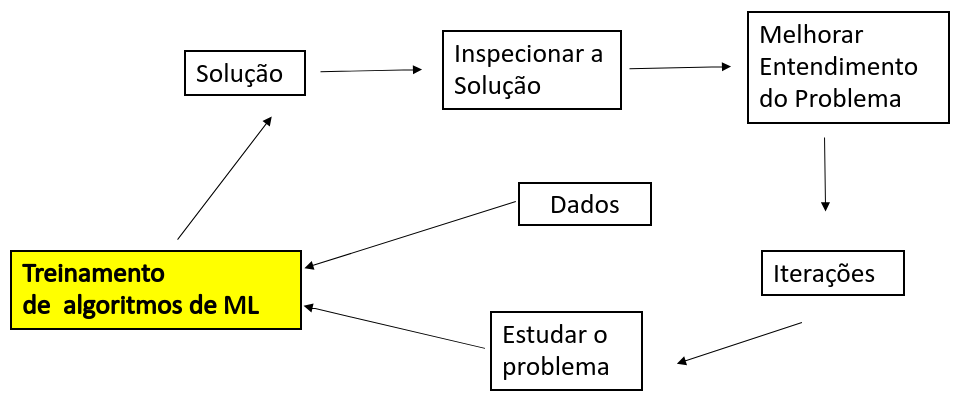 Solução
Inspecionar a
Solução
Melhorar
Entendimento
do Problema
Dados
Treinamento
de algoritmos de ML
Iterações
Estudar o
problema